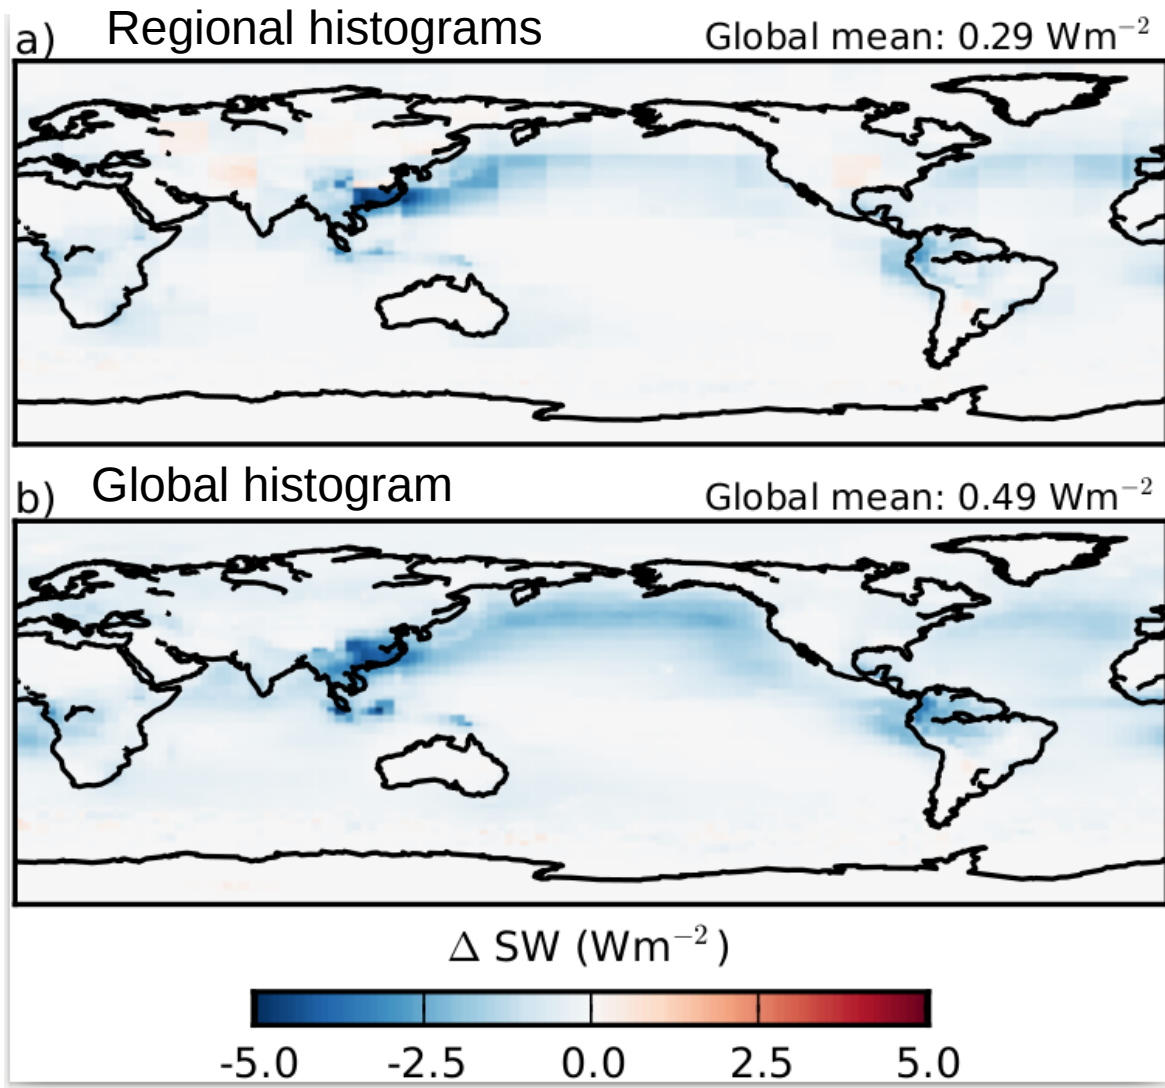 a) Regional histograms Global mean: 0.29 Wm⁻²
b) Global histogram Global mean: 0.49 Wm⁻²
Δ SW (Wm⁻²)
-5.0 -2.5 0.0 2.5 5.0